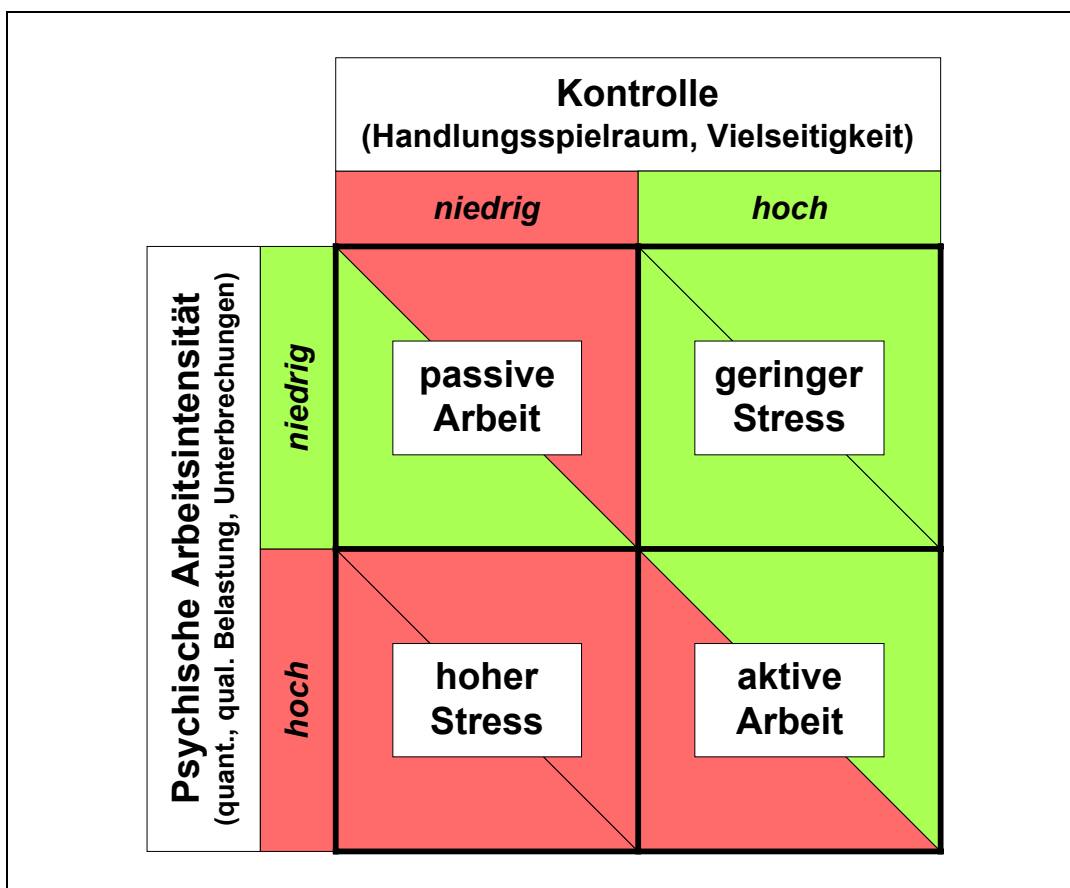 Kontrolle
(Handlungsspielraum, Vielseitigkeit)
niedrig
hoch
Psychische Arbeitsintensität
(quant., qual. Belastung, Unterbrechungen)
niedrig
passive
Arbeit
geringer
Stress
hoch
hoher
Stress
aktive
Arbeit